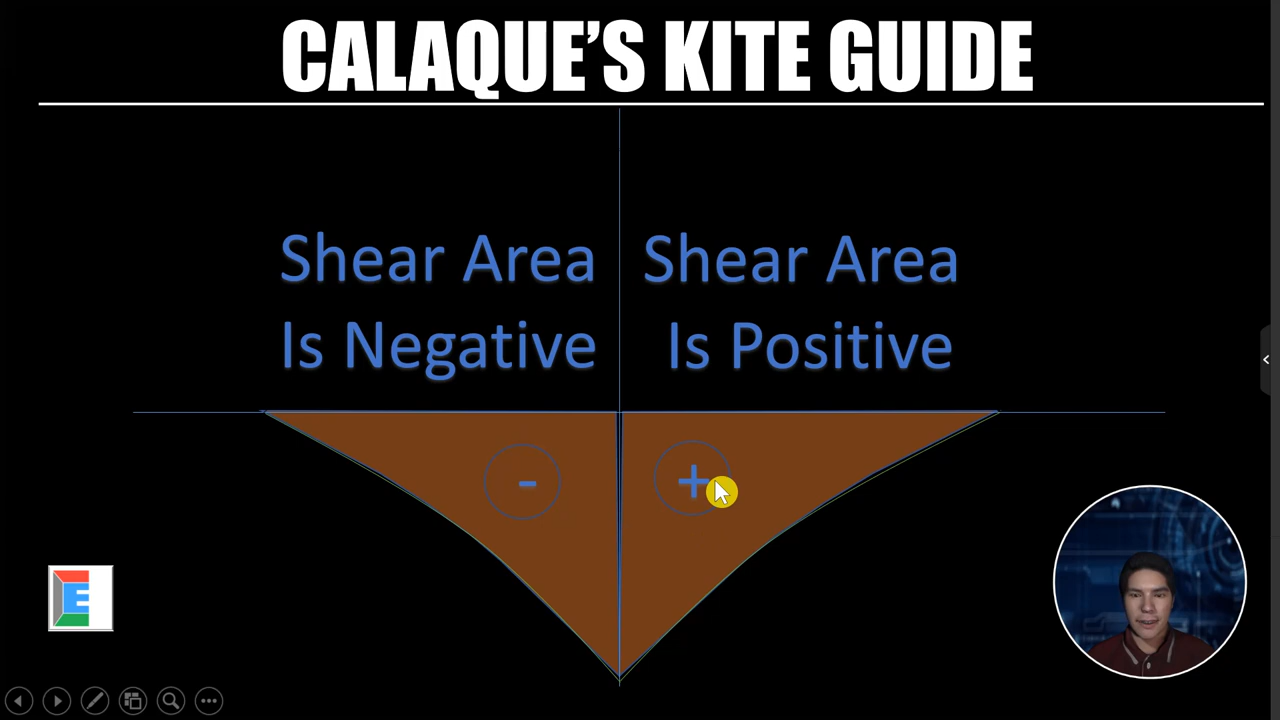 CALAQUE’S KITE GUIDE
Shear Area
Is Negative
Shear Area
Is Positive
-
+
E